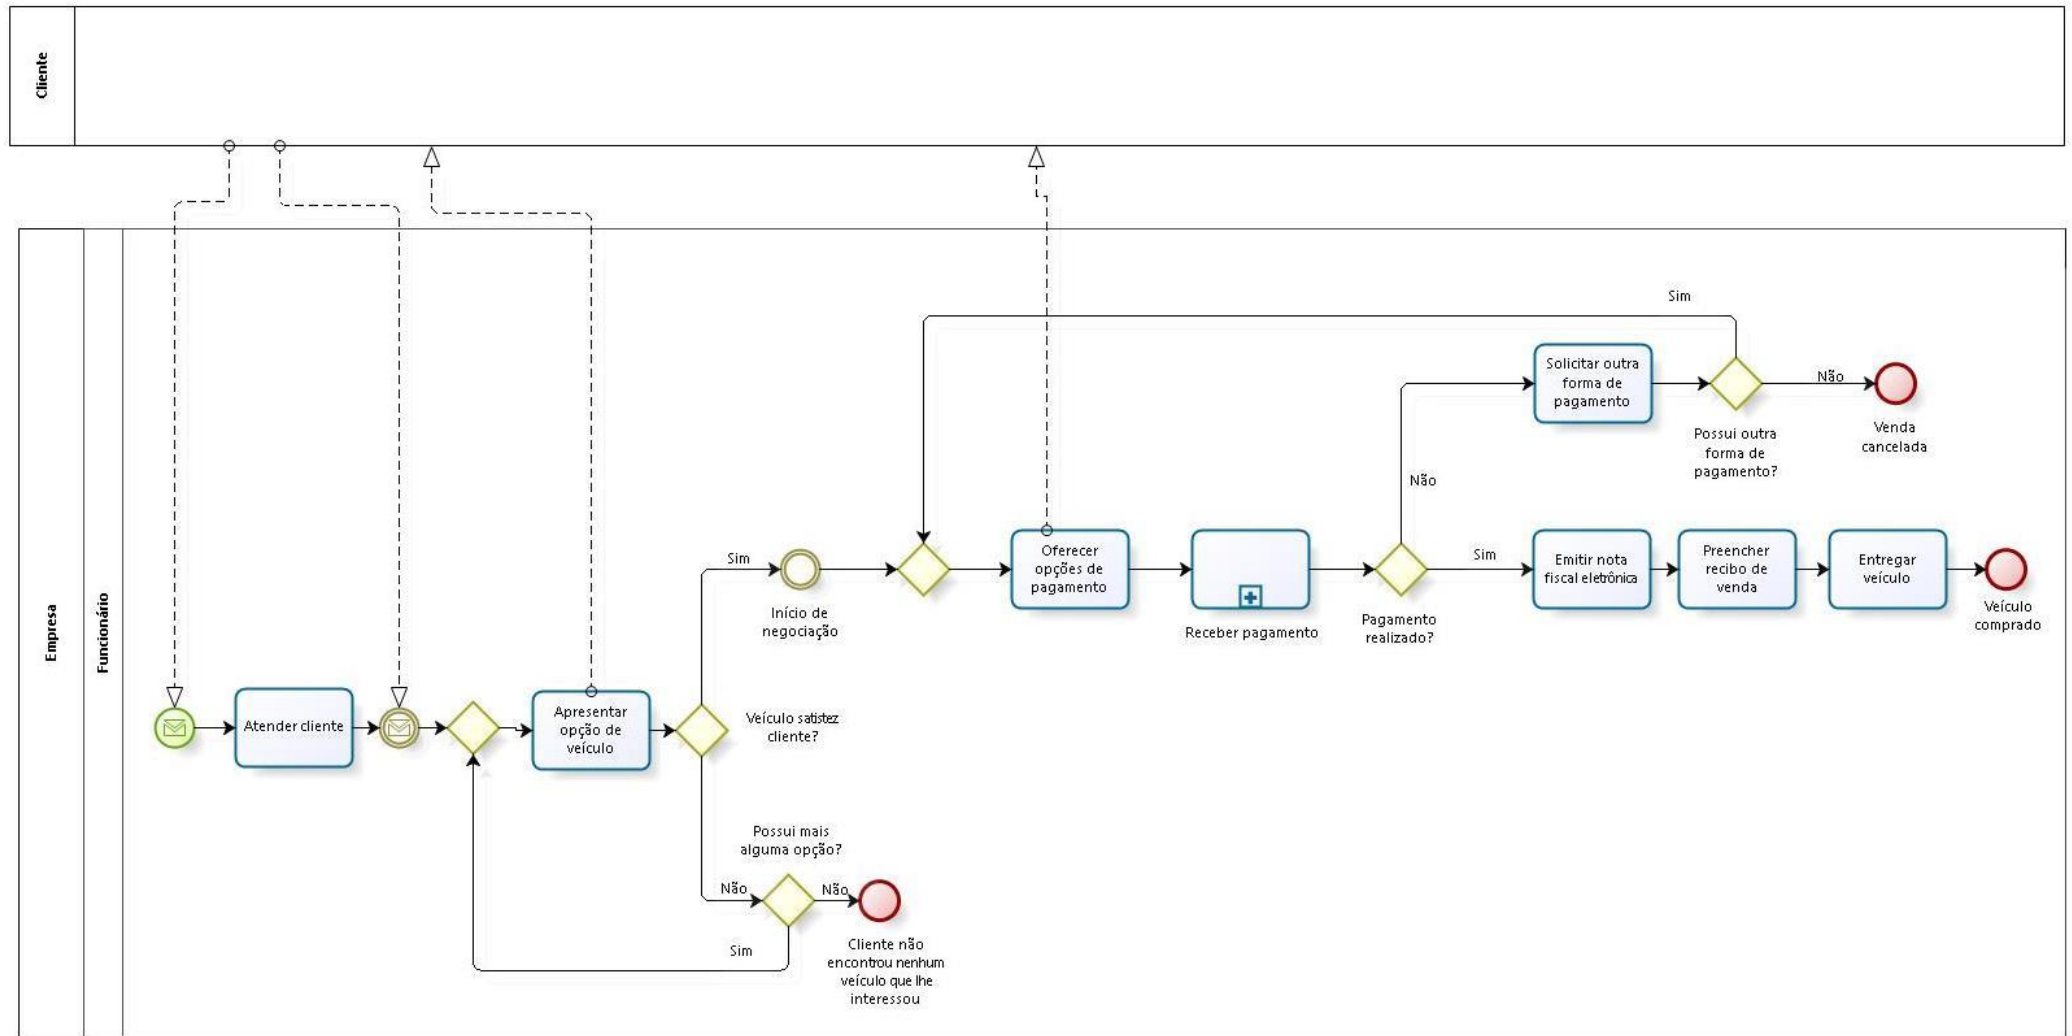 Cliente
Empresa
Funcionário
Atender cliente
Apresentar
opção de
veículo
Veículo satistez
cliente?
Sim
Início de
negociação
Não
Possui mais
alguma opção?
Não
Sim
Cliente não
encontrou nenhum
veículo que lhe
interessou
Oferecer
opções de
pagamento
Receber pagamento
Pagamento
realizado?
Não
Solicitar outra
forma de
pagamento
Possui outra
forma de
pagamento?
Sim
Não
Venda
cancelada
Sim
Emitir nota
fiscal eletrônica
Preencher
recibo de
venda
Entregar
veículo
Veículo
comprado